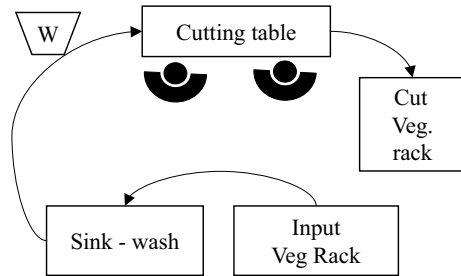 W
Cutting table
Cut
Veg.
rack
Sink - wash
Input
Veg Rack